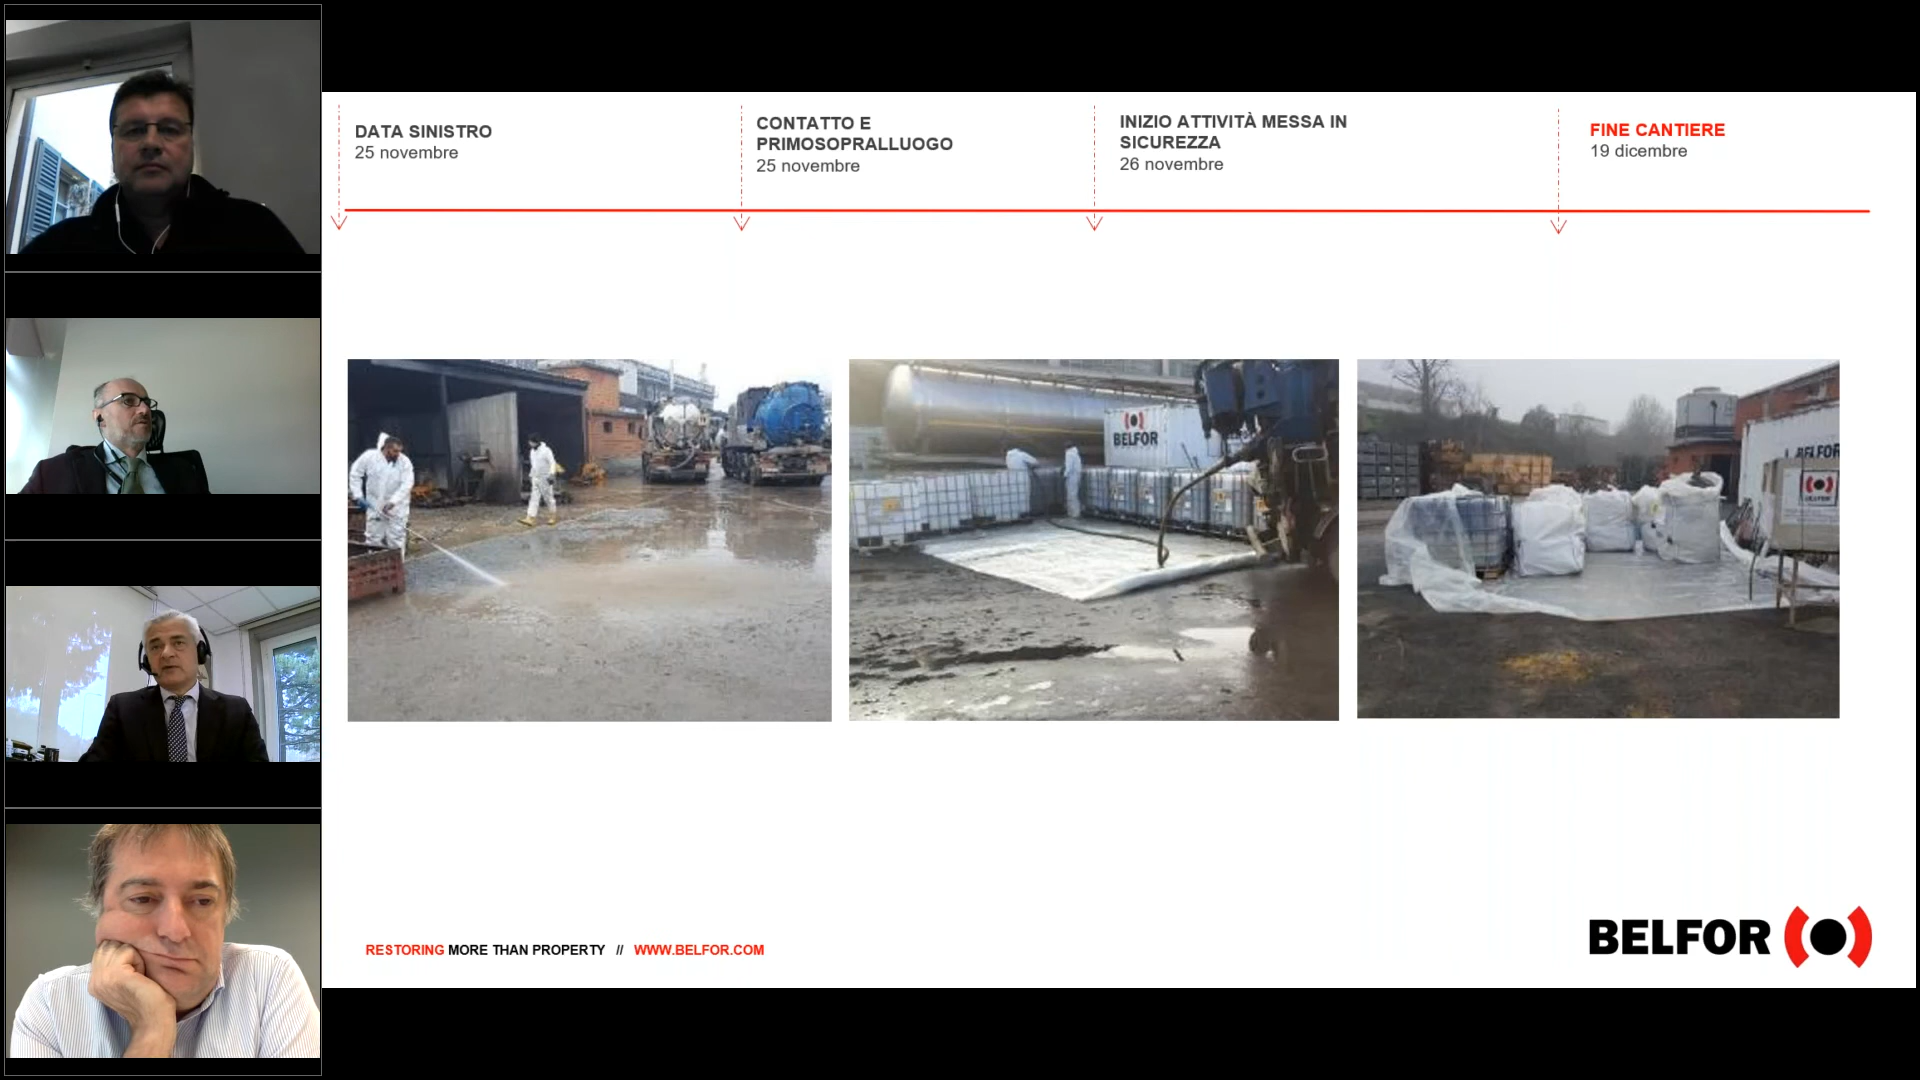 DATA SINISTRO
25 novembre
CONTATTO E
PRIMOSOPRALLUOGO
25 novembre
INIZIO ATTIVITÀ MESSA IN
SICUREZZA
26 novembre
FINE CANTIERE
19 dicembre
BELFOR
BELFOR
RESTORING MORE THAN PROPERTY // WWW.BELFOR.COM
BELFOR